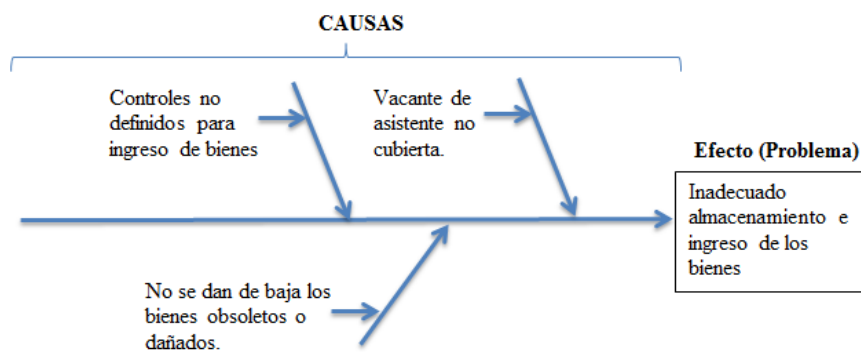 CAUSAS
Controles no
definidos para
ingreso de bienes
Vacante de
asistente no
cubierta.
Efecto (Problema)
Inadecuado
almacenamiento e
ingreso de los
bienes
No se dan de baja los
bienes obsoletos o
dañados.